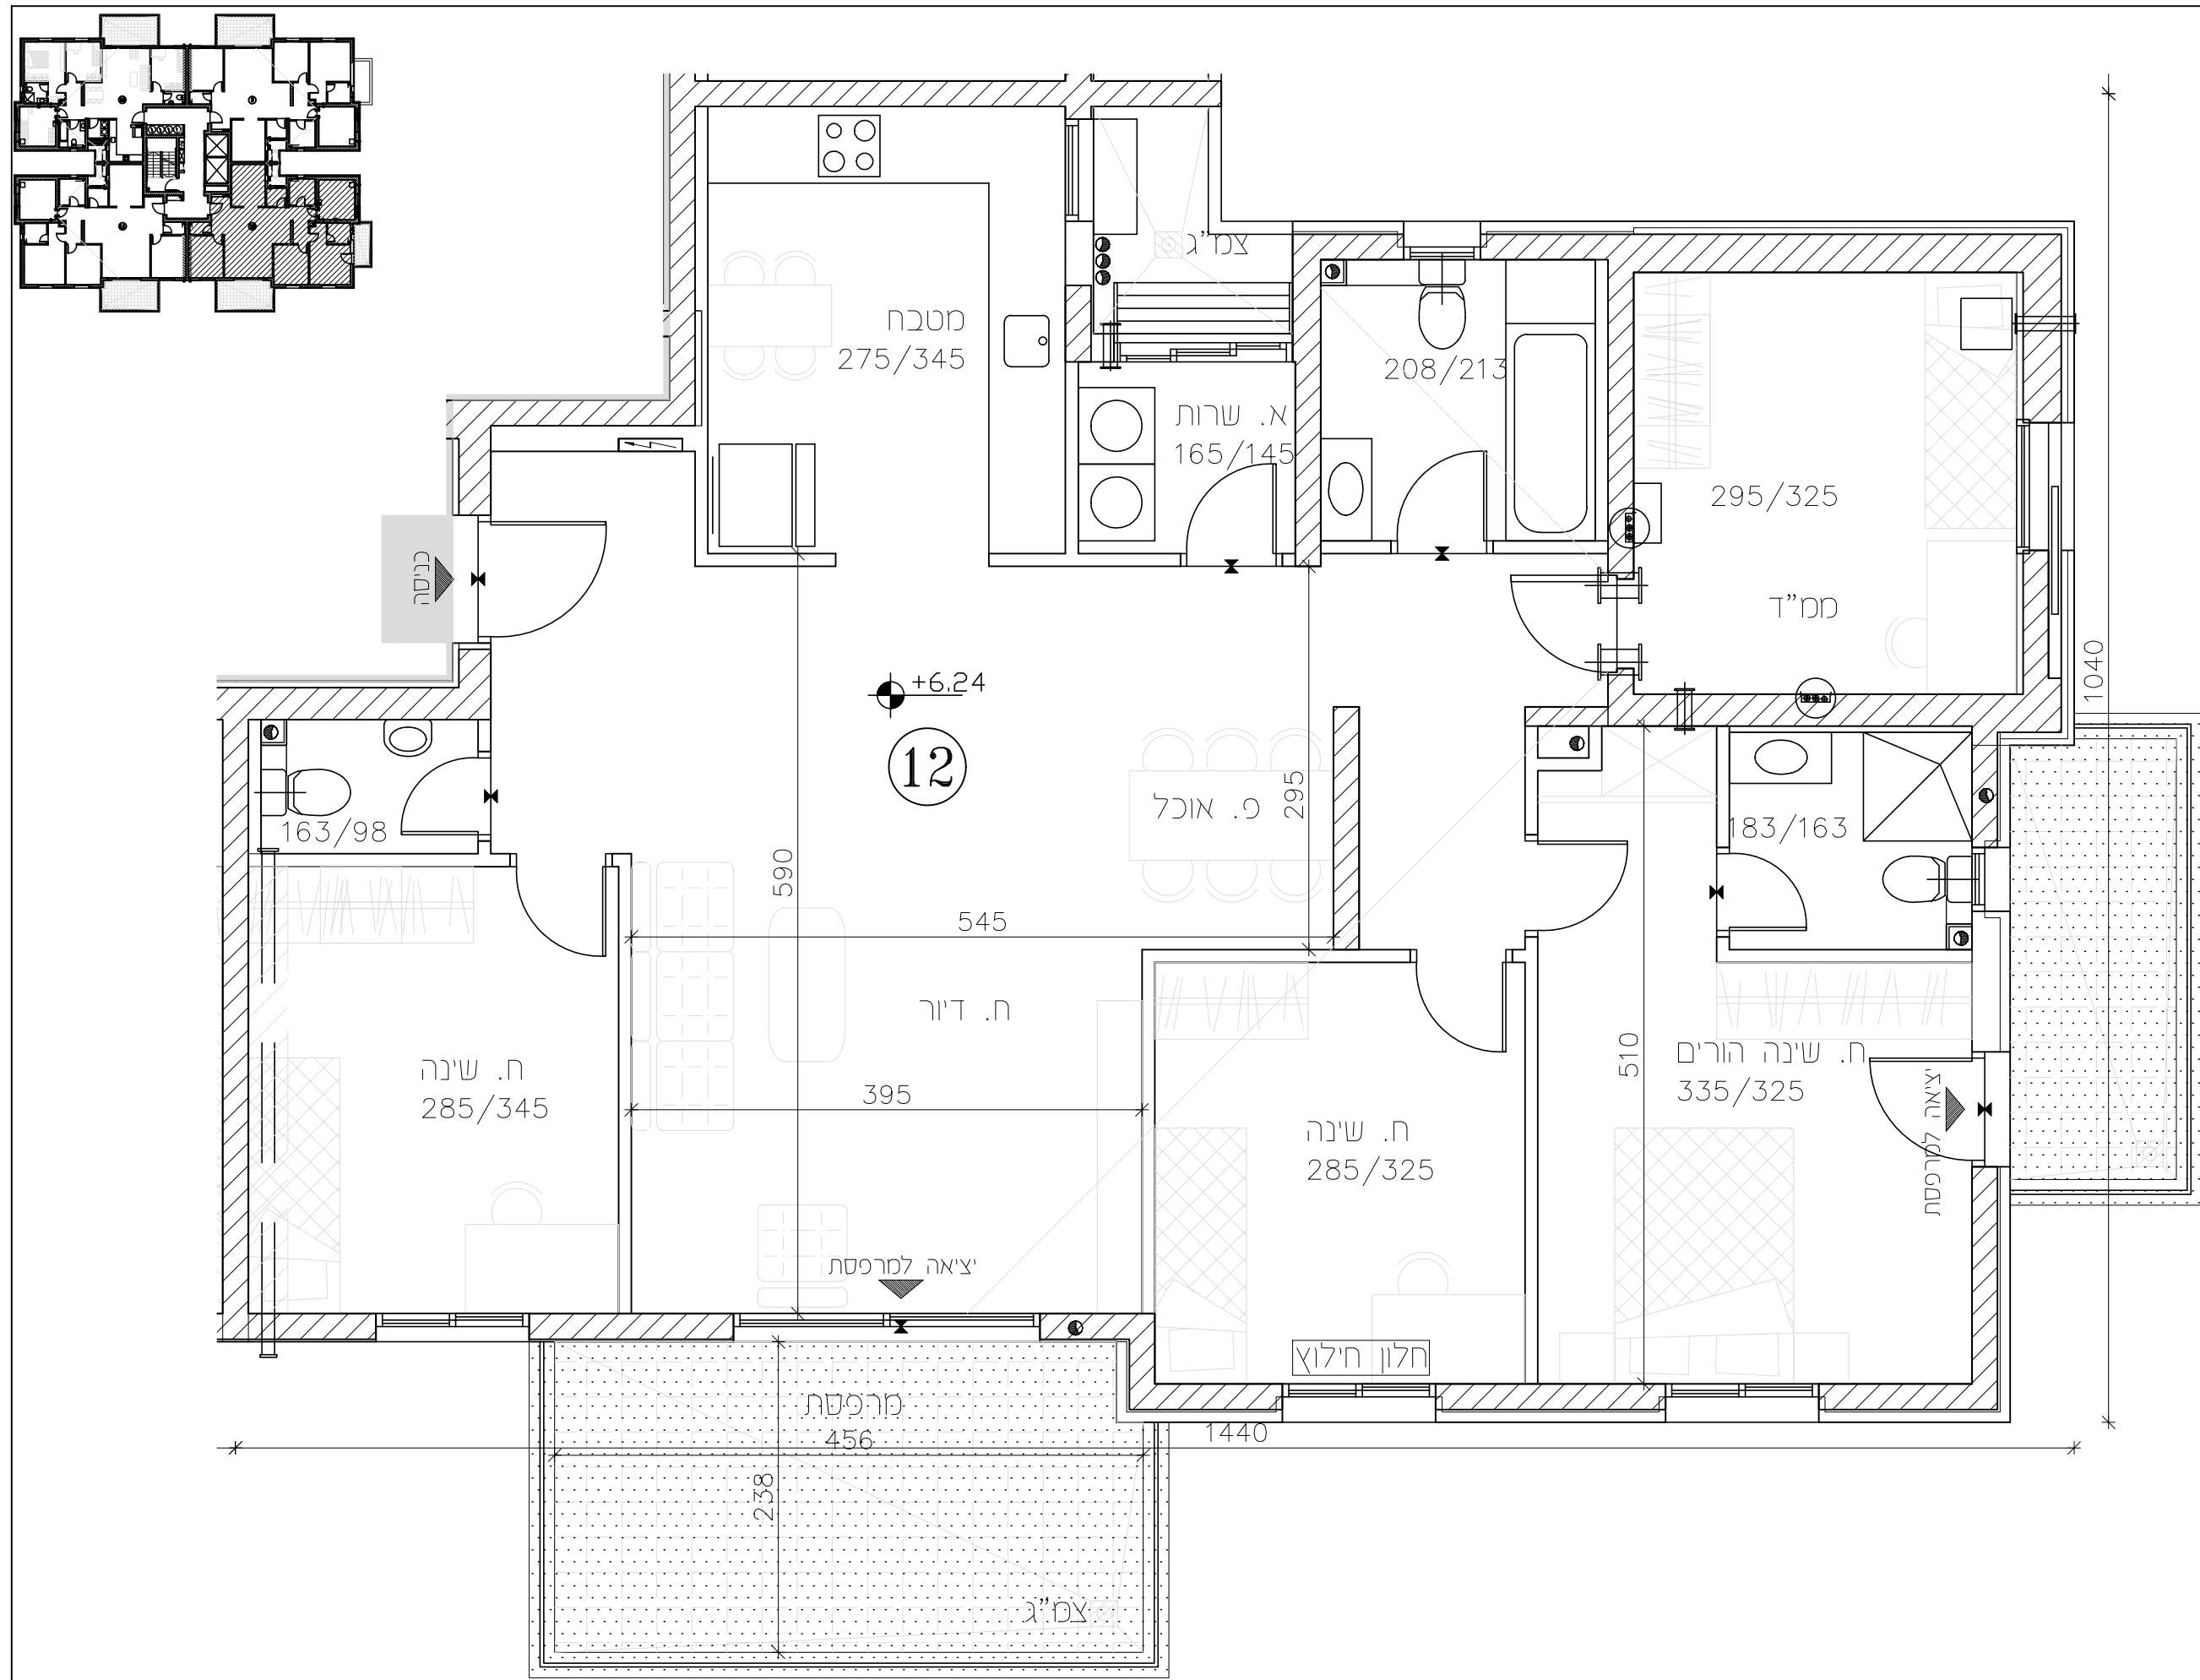 צמ"ג
מטבח
275/345
208/213
א. שרות
165/145
295/325
ממ"ד
כניסה
+6.24
12
1040
163/98
פ. אוכל
295
183/163
590
545
ח. דיור
395
510
ח. שינה
285/345
ח. שינה
285/325
ח. שינה הורים
335/325
יציאה למרפסת
יציאה למרפסת
חלון חילוץ
מרפסת
456
1440
238
צמ"ג